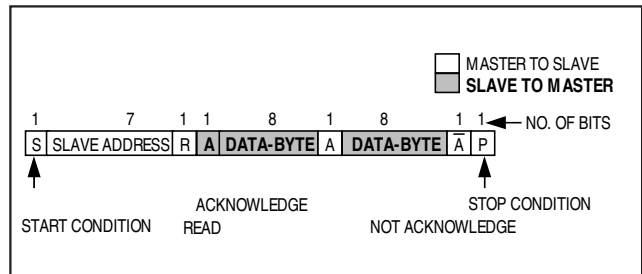 MASTER TO SLAVE
SLAVE TO MASTER
1 7 1 1 8 1 8 1 1 NO. OF BITS
S SLAVE ADDRESS R A DATA-BYTE A DATA-BYTE A̅ P
START CONDITION
ACKNOWLEDGE
READ
NOT ACKNOWLEDGE
STOP CONDITION